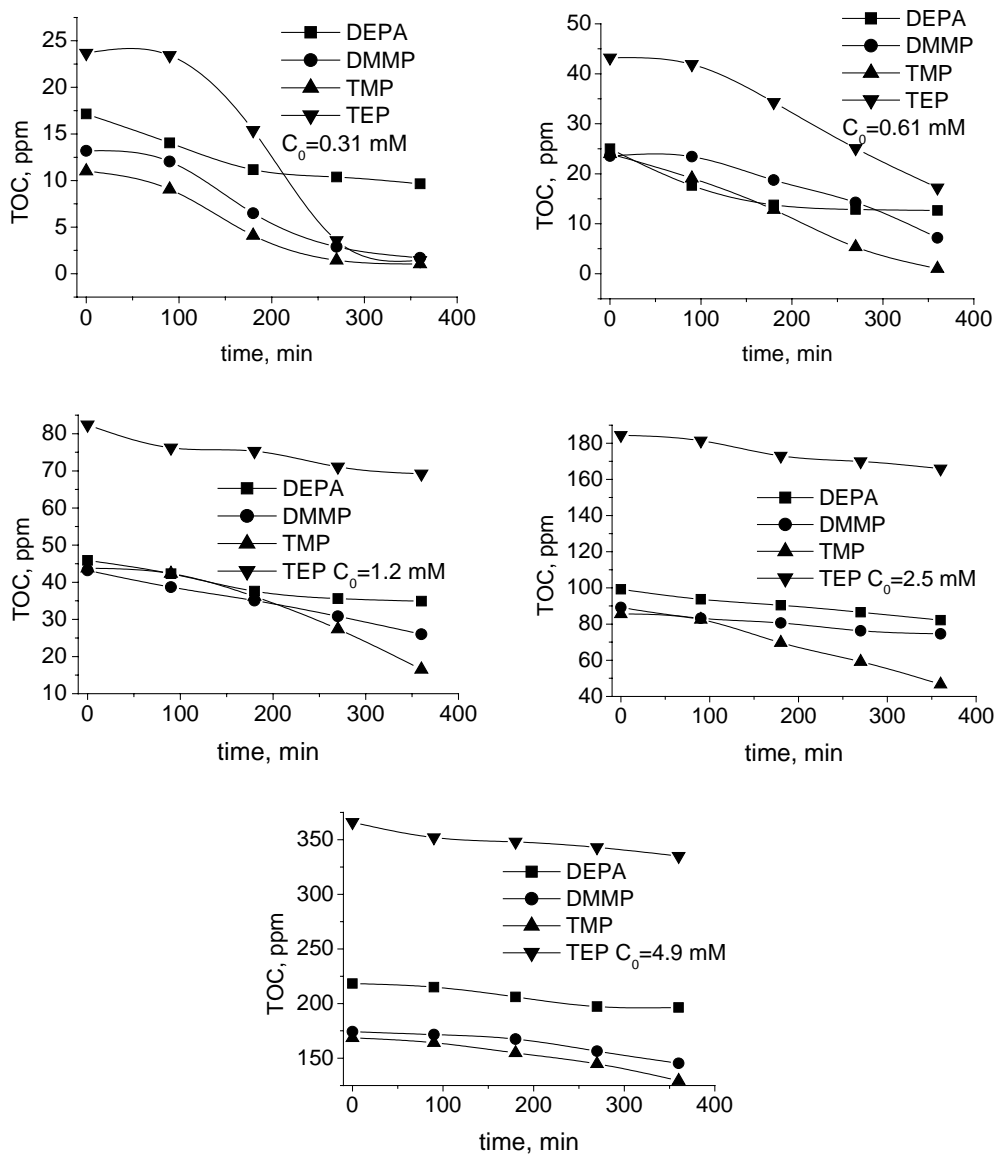 DEPA
DMMP
TMP
TEP
C0=0.31 mM
25
20
15
10
5
0
TOC, ppm
0 100 200 300 400
time, min
DEPA
DMMP
TMP
TEP
C0=0.61 mM
50
40
30
20
10
0
TOC, ppm
0 100 200 300 400
time, min
80
70
60
50
40
30
20
10
TOC, ppm
DEPA
DMMP
TMP
TEP C0=1.2 mM
0 100 200 300 400
time, min
180
160
140
120
100
80
60
40
TOC, ppm
DEPA
DMMP
TMP
TEP C0=2.5 mM
0 100 200 300 400
time, min
350
300
250
200
150
TOC, ppm
DEPA
DMMP
TMP
TEP C0=4.9 mM
0 100 200 300 400
time, min